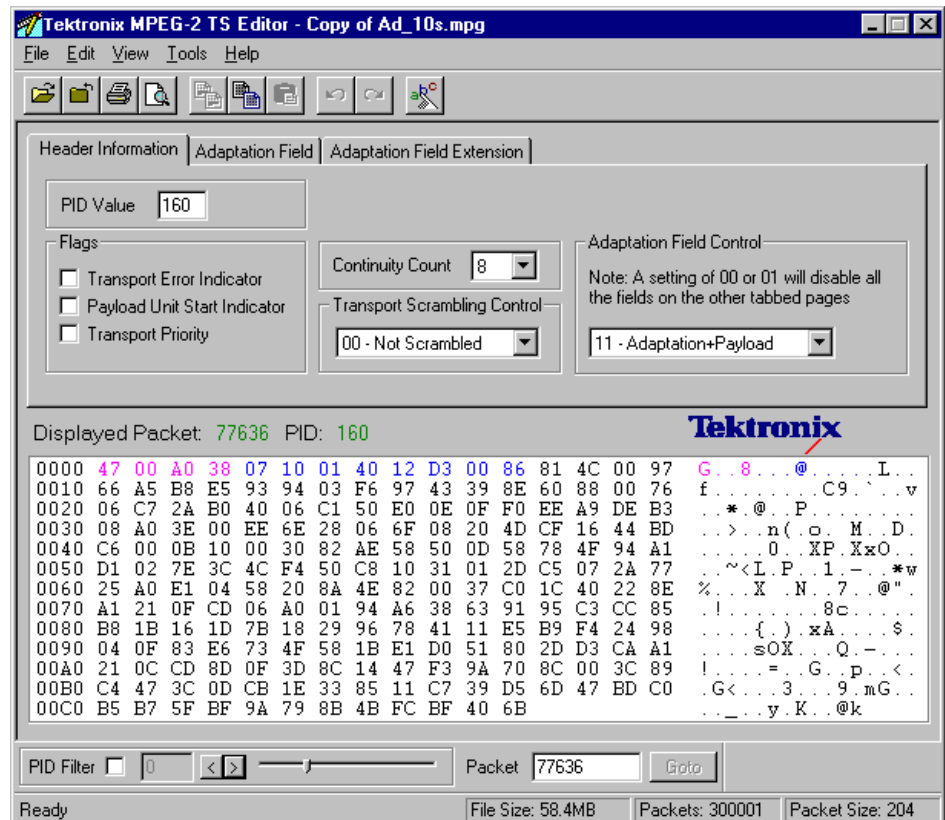 Tektronix MPEG-2 TS Editor - Copy of Ad_10s.mpg
File Edit View Tools Help
Header Information Adaptation Field Adaptation Field Extension
PID Value 160
Flags
Transport Error Indicator
Payload Unit Start Indicator
Transport Priority
Continuity Count 8
Transport Scrambling Control
00 - Not Scrambled
Adaptation Field Control
Note: A setting of 00 or 01 will disable all
the fields on the other tabbed pages
11 - Adaptation+Payload
Displayed Packet: 77636 PID: 160
Tektronix
0000 47 00 A0 38 07 10 01 40 12 D3 00 86 81 4C 00 97 G..8...@.....L..
0010 66 A5 B8 E5 93 94 03 F6 97 43 39 8E 60 88 00 76 f........C9.`..v
0020 06 C7 2A B0 40 06 C1 50 E0 0E 0F F0 EE A9 DE B3 ..*.@..P........
0030 08 A0 3E 00 EE 6E 28 06 6F 08 20 4D CF 16 44 BD ..>..n(.o. M..D.
0040 C6 00 0B 10 00 30 82 AE 58 50 0D 58 78 4F 94 A1 .....0..XP.XxO..
0050 D1 02 7E 3C 4C F4 50 C8 10 31 01 2D C5 07 2A 77 ..~<L.P..1.-..*w
0060 25 A0 E1 04 58 20 8A 4E 82 00 37 C0 1C 40 22 8E %...X .N..7..@".
0070 A1 21 0F CD 06 A0 01 94 A6 38 63 91 95 C3 CC 85 .!.......8c.....
0080 B8 1B 16 1D 7B 18 29 96 78 41 11 E5 B9 F4 24 98 ....{.).xA....$.
0090 04 0F 83 E6 73 4F 58 1B E1 D0 51 80 2D D3 CA A1 ....sOX...Q.-...
00A0 21 0C CD 8D 0F 3D 8C 14 47 F3 9A 70 8C 00 3C 89 !....=..G..p..<.
00B0 C4 47 3C 0D CB 1E 33 85 11 C7 39 D5 6D 47 BD C0 .G<...3...9.mG..
00C0 B5 B7 5F BF 9A 79 8B 4B FC BF 40 6B .._..y.K..@k
PID Filter 0 < > Packet 77636 Goto
Ready File Size: 58.4MB Packets: 300001 Packet Size: 204